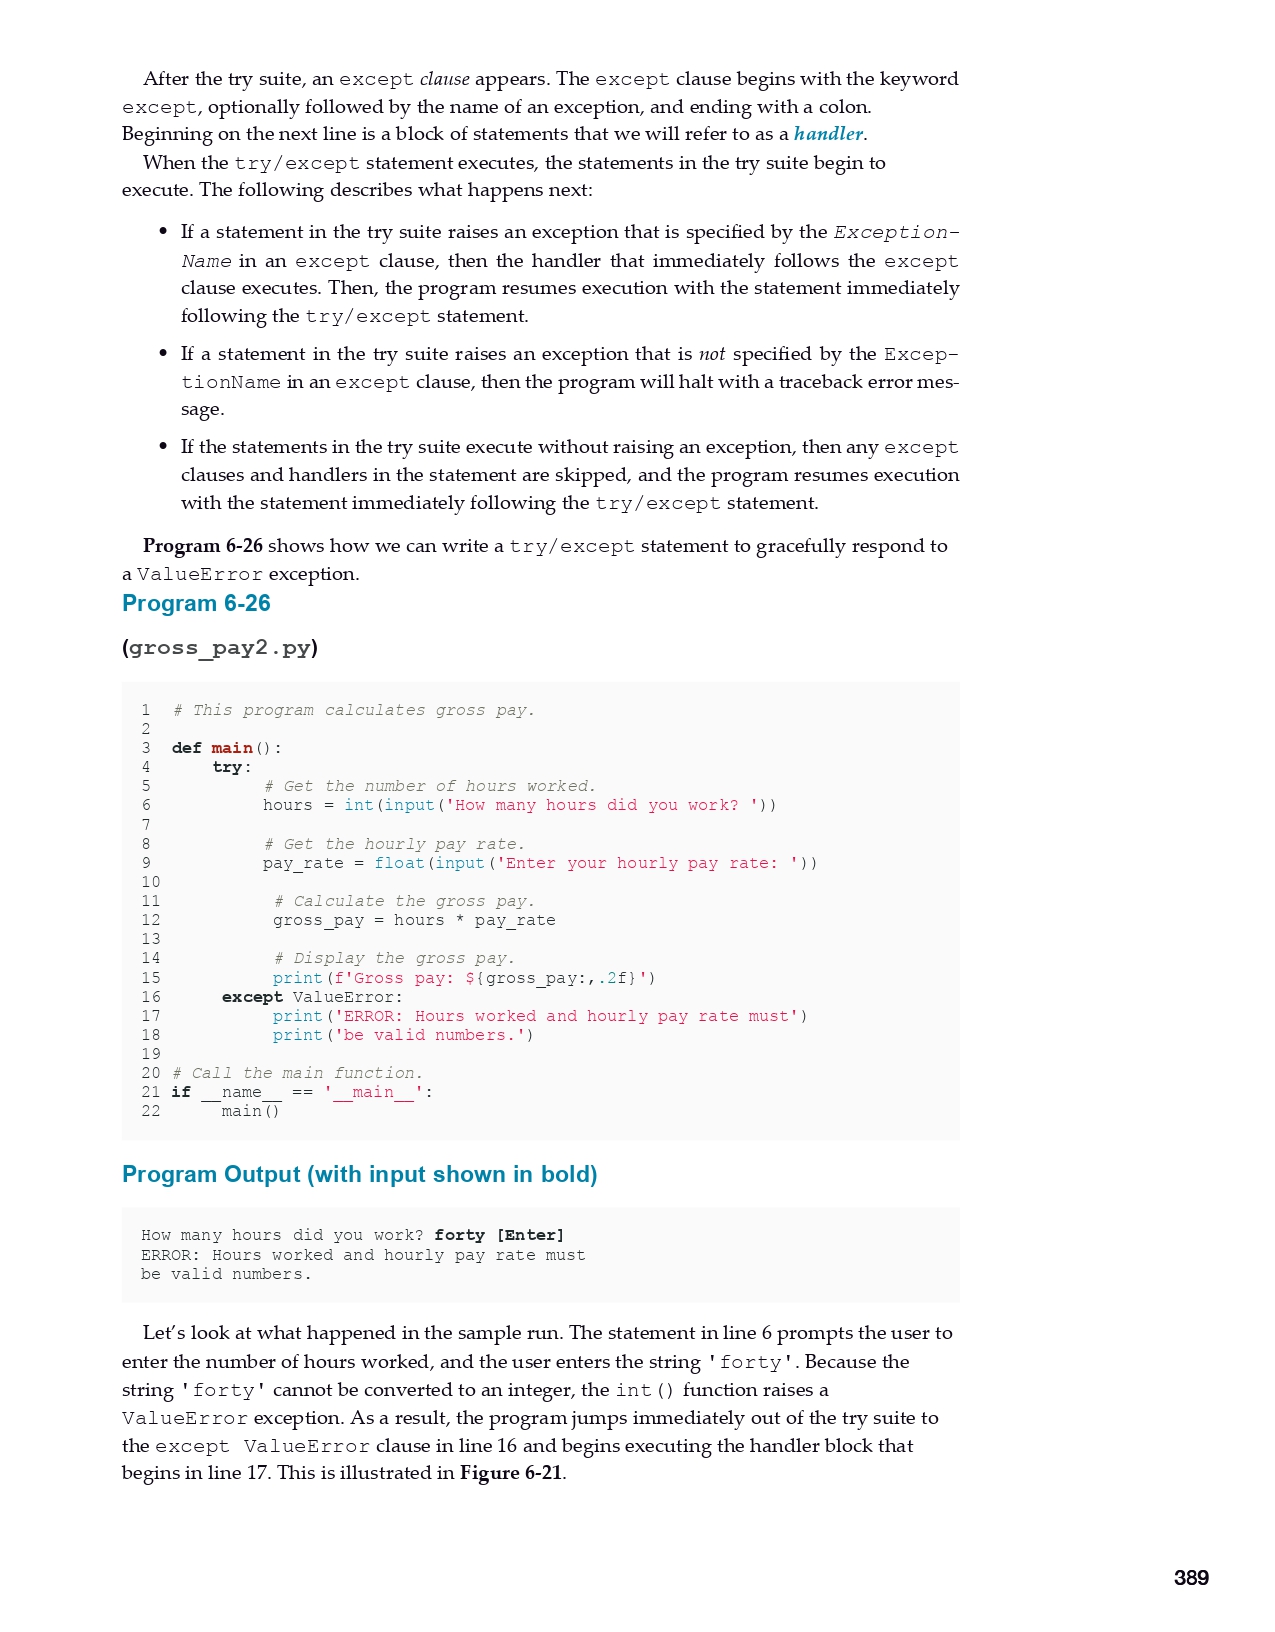 After the try suite, an except clause appears. The except clause begins with the keyword
except, optionally followed by the name of an exception, and ending with a colon.
Beginning on the next line is a block of statements that we will refer to as a handler.
When the try/except statement executes, the statements in the try suite begin to
execute. The following describes what happens next:
• If a statement in the try suite raises an exception that is specified by the Exception-
Name in an except clause, then the handler that immediately follows the except
clause executes. Then, the program resumes execution with the statement immediately
following the try/except statement.
• If a statement in the try suite raises an exception that is not specified by the Excep-
tionName in an except clause, then the program will halt with a traceback error mes-
sage.
• If the statements in the try suite execute without raising an exception, then any except
clauses and handlers in the statement are skipped, and the program resumes execution
with the statement immediately following the try/except statement.
Program 6-26 shows how we can write a try/except statement to gracefully respond to
a ValueError exception.
Program 6-26
(gross_pay2.py)
1 # This program calculates gross pay.
2
3 def main():
4 try:
5 # Get the number of hours worked.
6 hours = int(input('How many hours did you work? '))
7
8 # Get the hourly pay rate.
9 pay_rate = float(input('Enter your hourly pay rate: '))
10
11 # Calculate the gross pay.
12 gross_pay = hours * pay_rate
13
14 # Display the gross pay.
15 print(f'Gross pay: ${gross_pay:,.2f}')
16 except ValueError:
17 print('ERROR: Hours worked and hourly pay rate must')
18 print('be valid numbers.')
19
20 # Call the main function.
21 if __name__ == '__main__':
22 main()
Program Output (with input shown in bold)
How many hours did you work? forty [Enter]
ERROR: Hours worked and hourly pay rate must
be valid numbers.
Let’s look at what happened in the sample run. The statement in line 6 prompts the user to
enter the number of hours worked, and the user enters the string 'forty'. Because the
string 'forty' cannot be converted to an integer, the int() function raises a
ValueError exception. As a result, the program jumps immediately out of the try suite to
the except ValueError clause in line 16 and begins executing the handler block that
begins in line 17. This is illustrated in Figure 6-21.
389